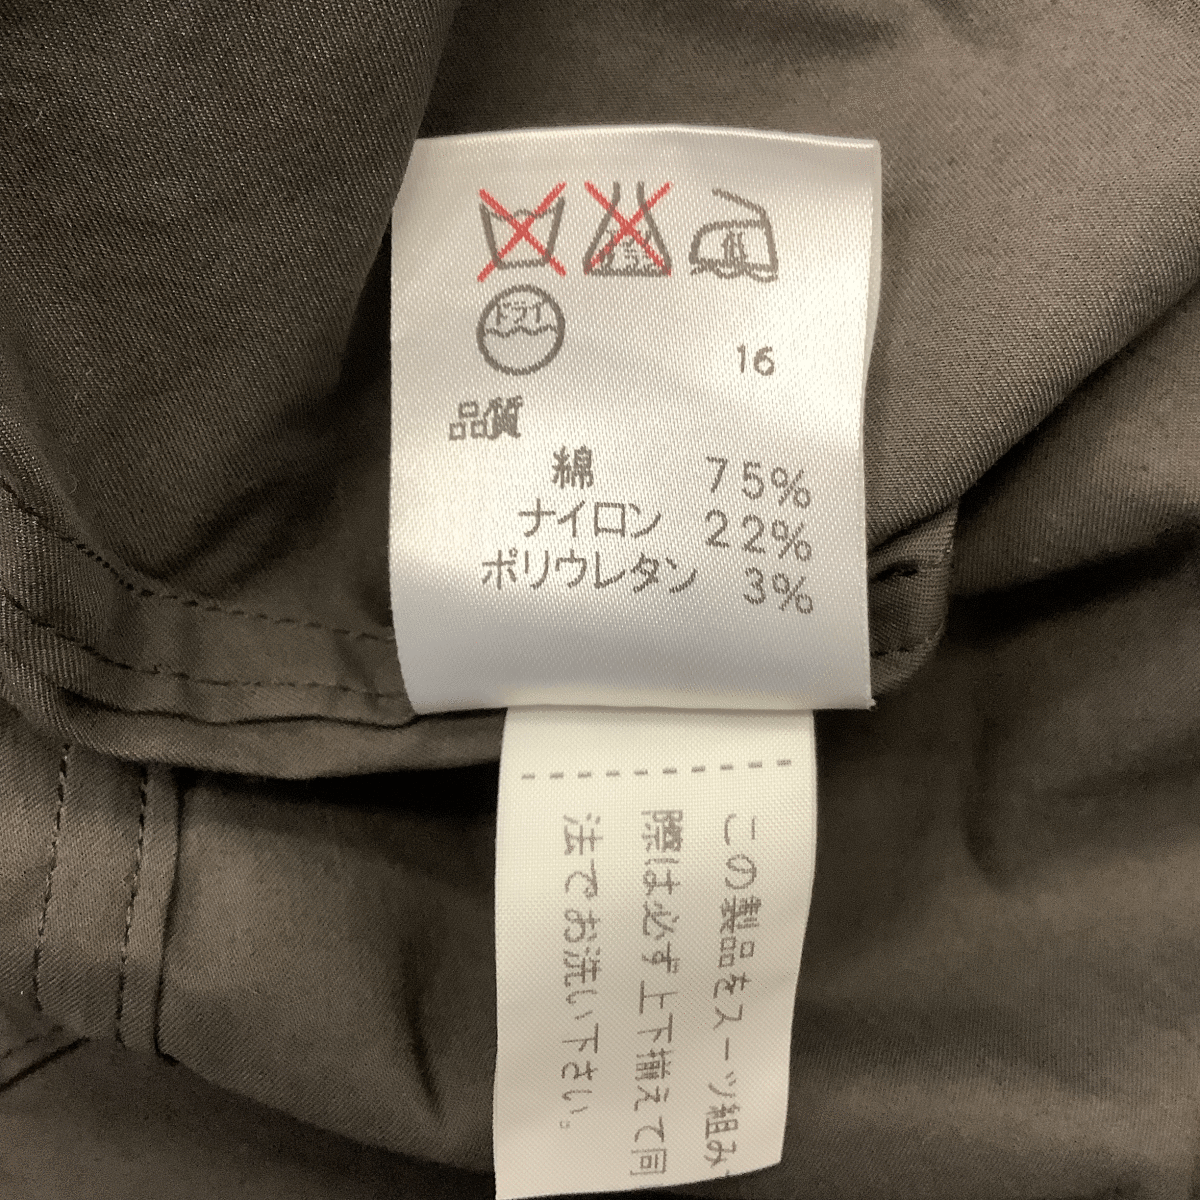 低
ドライ
16
品質
綿 75%
ナイロン 22%
ポリウレタン 3%
この製品をスーツ組み
際は必ず上下揃えて同
法でお洗い下さい。